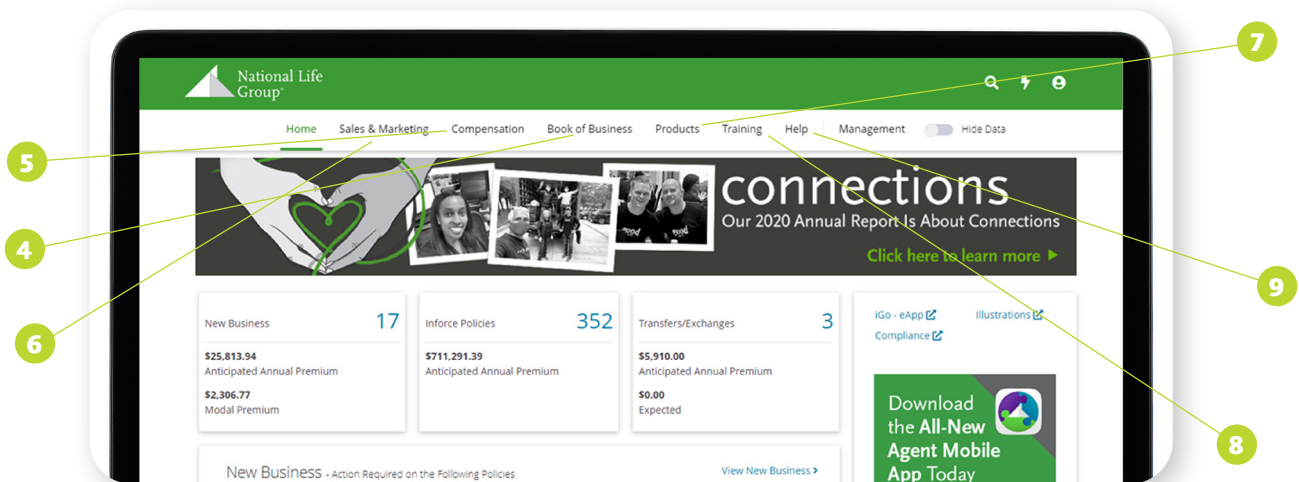 7
National Life
Group®
Home Sales & Marketing Compensation Book of Business Products Training Help Management Hide Data
5
connections
Our 2020 Annual Report Is About Connections
Click here to learn more
good
good
4
9
6
New Business 17
$25,813.94
Anticipated Annual Premium
$2,306.77
Modal Premium
Inforce Policies 352
$711,291.39
Anticipated Annual Premium
Transfers/Exchanges 3
$5,910.00
Anticipated Annual Premium
$0.00
Expected
iGo - eApp Illustrations
Compliance
Download
the All-New
Agent Mobile
App Today
8
New Business - Action Required on the Following Policies
View New Business >